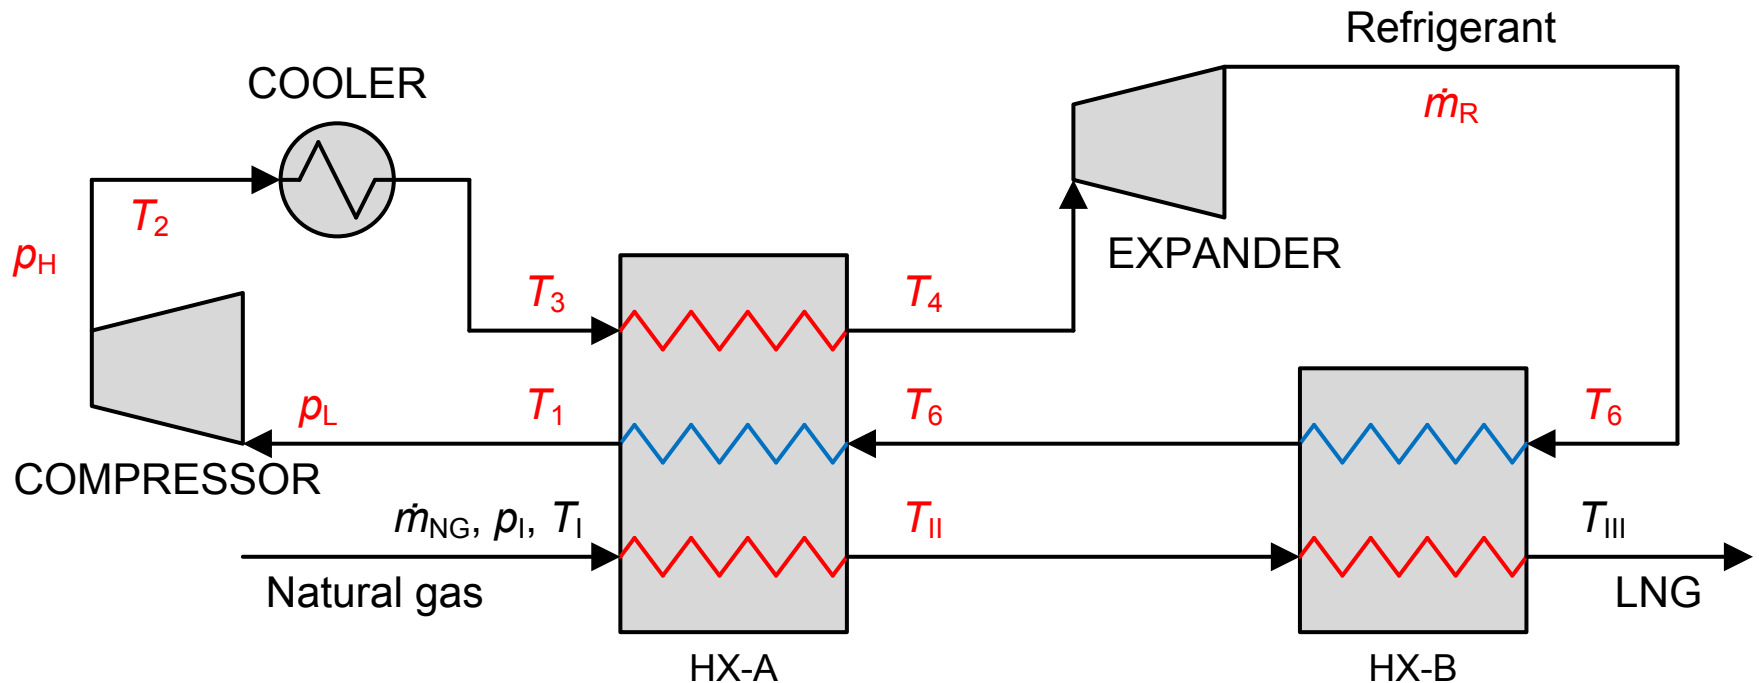 Refrigerant
COOLER
ṁR
T2
pH
EXPANDER
T3
T4
pL
T1
T6
T6
COMPRESSOR
ṁNG, pI, TI
TII
TIII
Natural gas
LNG
HX-A
HX-B